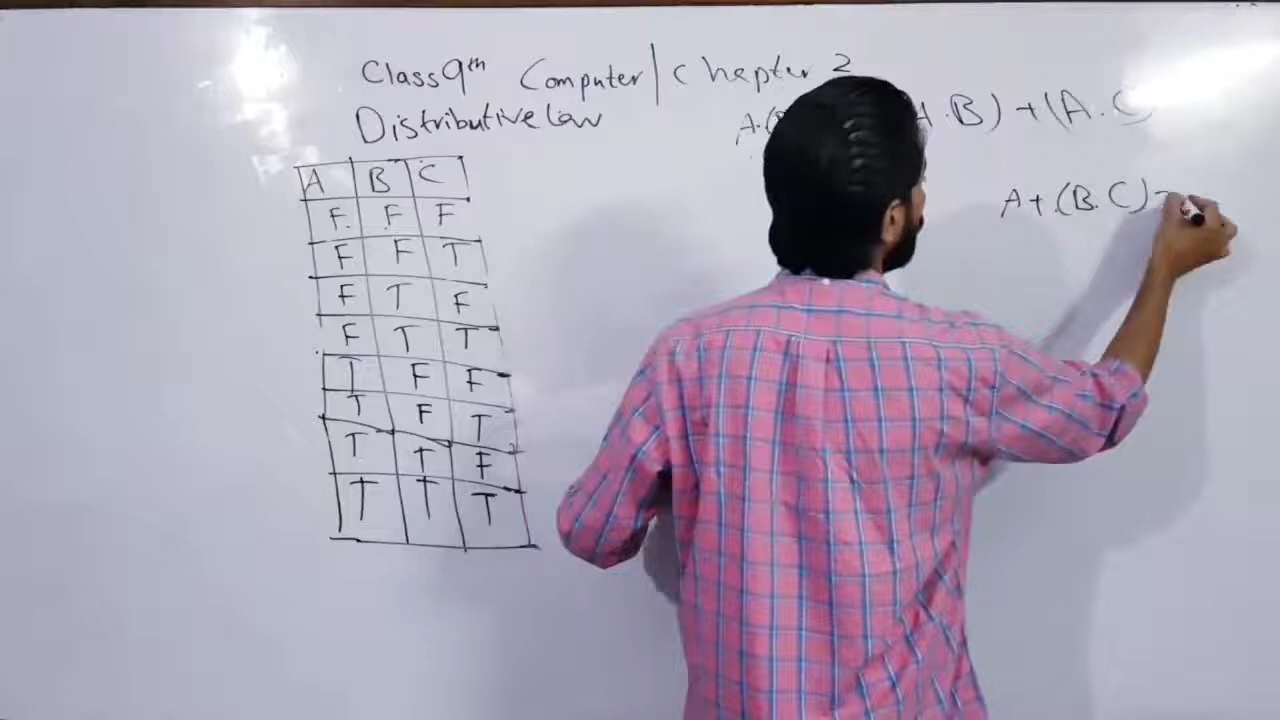 Class 9th Computer | Chapter 2
Distributive Law
A.( A.B) + (A.C)
A + (B.C) =
A B C
F F F
F F T
F T F
F T T
T F F
T F T
T T F
T T T